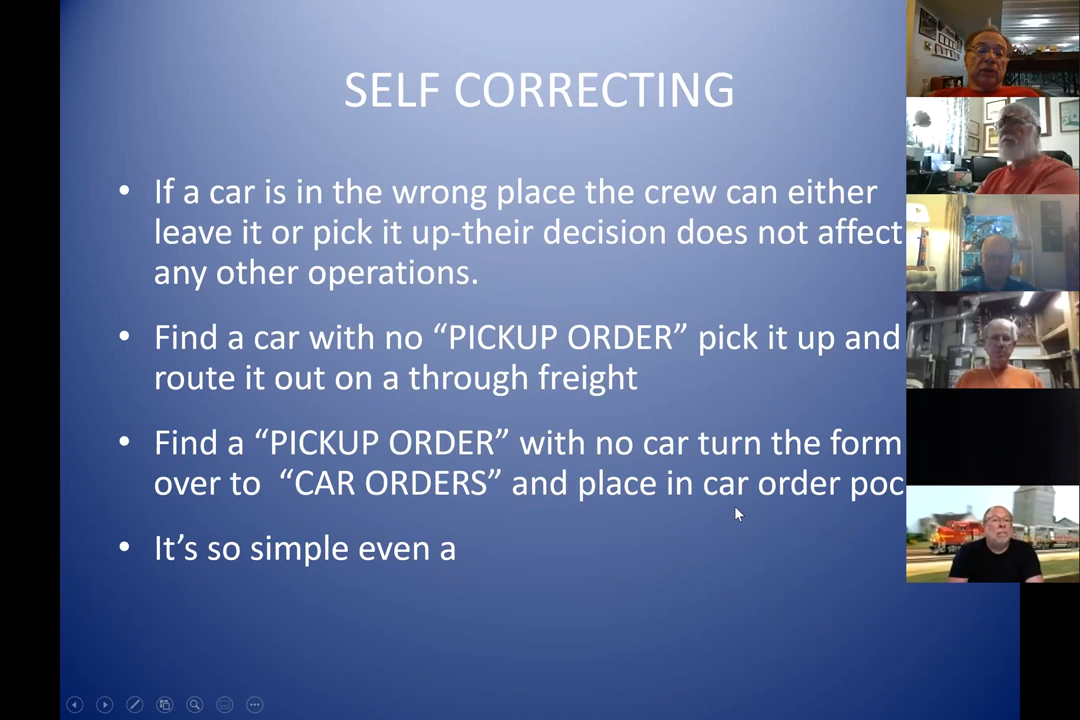 SELF CORRECTING
• If a car is in the wrong place the crew can either
leave it or pick it up-their decision does not affect
any other operations.
• Find a car with no “PICKUP ORDER” pick it up and
route it out on a through freight
• Find a “PICKUP ORDER” with no car turn the form
over to “CAR ORDERS” and place in car order poc
• It’s so simple even a